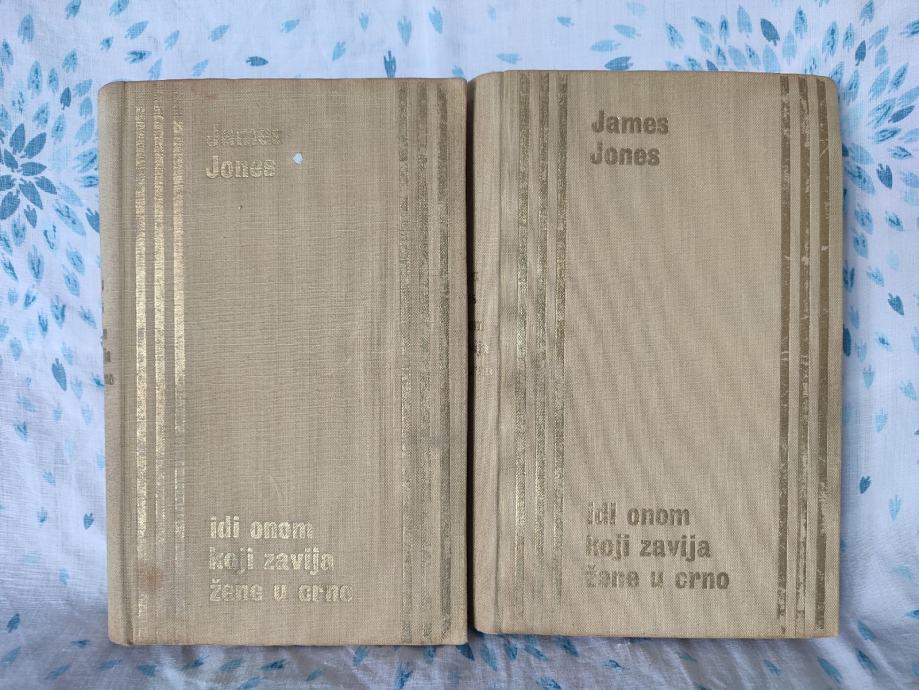 James
Jones
idi onom
koji zavija
žene u crno
James
Jones
idi onom
koji zavija
žene u crno